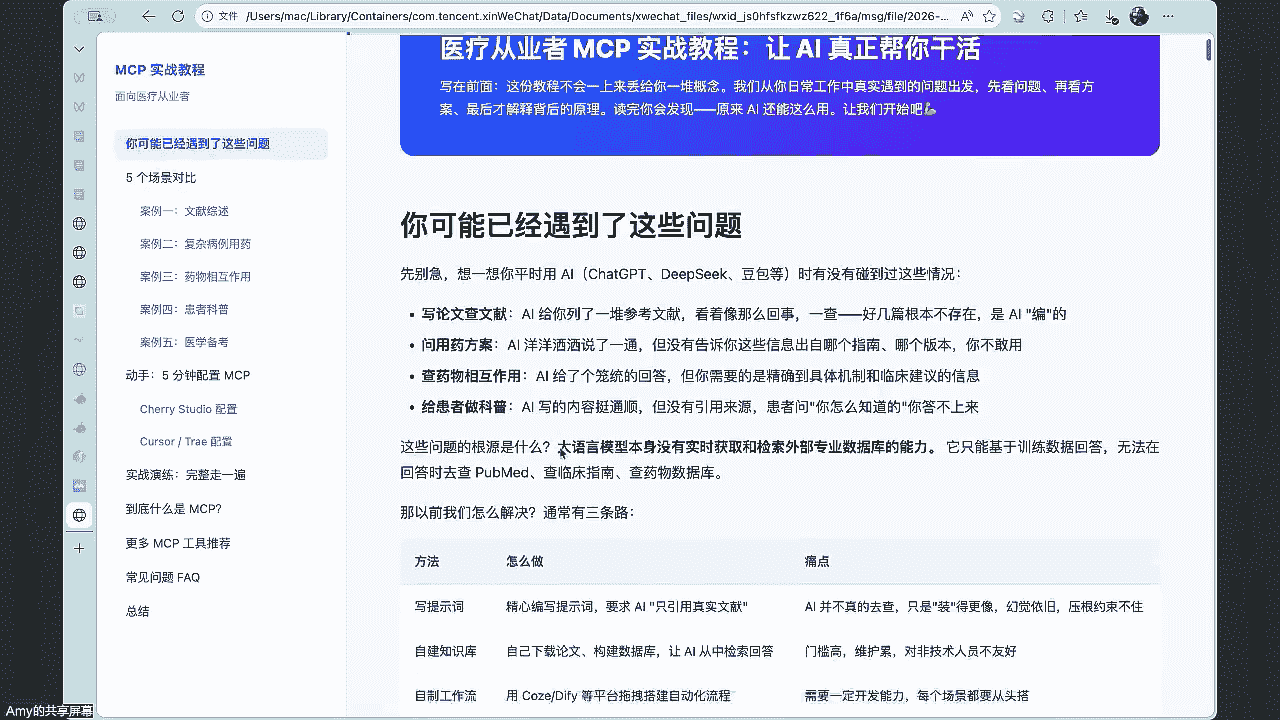 文件 /Users/mac/Library/Containers/com.tencent.xinWeChat/Data/Documents/xwechat_files/wxid_js0hfsfkzwz622_1f6a/msg/file/2026-...
MCP 实战教程
面向医疗从业者
你可能已经遇到了这些问题
5 个场景对比
案例一：文献综述
案例二：复杂病例用药
案例三：药物相互作用
案例四：患者科普
案例五：医学备考
动手：5 分钟配置 MCP
Cherry Studio 配置
Cursor / Trae 配置
实战演练：完整走一遍
到底什么是 MCP?
更多 MCP 工具推荐
常见问题 FAQ
总结
医疗从业者 MCP 实战教程：让 AI 真正帮你干活
写在前面：这份教程不会一上来丢给你一堆概念。我们从你日常工作中真实遇到的问题出发，先看问题、再看方
案、最后才解释背后的原理。读完你会发现——原来 AI 还能这么用。让我们开始吧💪
你可能已经遇到了这些问题
先别急，想一想你平时用 AI（ChatGPT、DeepSeek、豆包等）时有没有碰到过这些情况：
• 写论文查文献：AI 给你列了一堆参考文献，看着像那么回事，一查——好几篇根本不存在，是 AI "编"的
• 问用药方案：AI 洋洋洒洒说了一通，但没有告诉你这些信息出自哪个指南、哪个版本，你不敢用
• 查药物相互作用：AI 给了个笼统的回答，但你需要的是精确到具体机制和临床建议的信息
• 给患者做科普：AI 写的内容挺通顺，但没有引用来源，患者问"你怎么知道的"你答不上来
这些问题的根源是什么？大语言模型本身没有实时获取和检索外部专业数据库的能力。 它只能基于训练数据回答，无法在
回答时去查 PubMed、查临床指南、查药物数据库。
那以前我们怎么解决？通常有三条路：
方法 怎么做 痛点
写提示词 精心编写提示词，要求 AI "只引用真实文献" AI 并不真的去查，只是"装"得更像，幻觉依旧，压根约束不住
自建知识库 自己下载论文、构建数据库，让 AI 从中检索回答 门槛高，维护累，对非技术人员不友好
自制工作流 用 Coze/Dify 等平台拖拽搭建自动化流程 需要一定开发能力，每个场景都要从头搭
Amy的共享屏幕